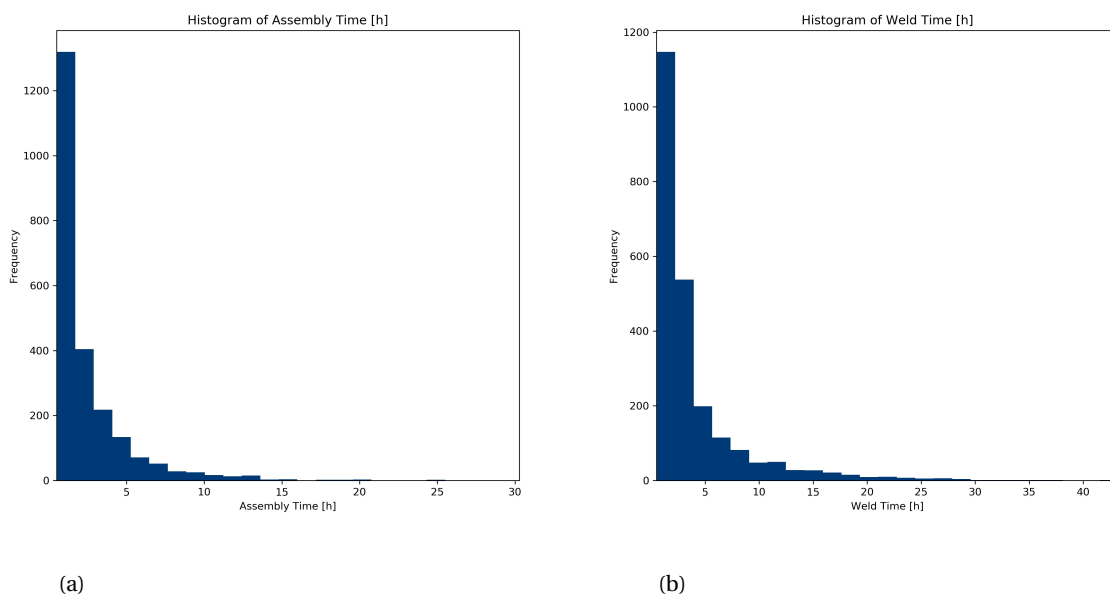 Histogram of Assembly Time [h]
1200
1000
800
600
400
200
0
Frequency
5 10 15 20 25 30
Assembly Time [h]
(a)
Histogram of Weld Time [h]
1200
1000
800
600
400
200
0
Frequency
5 10 15 20 25 30 35 40
Weld Time [h]
(b)